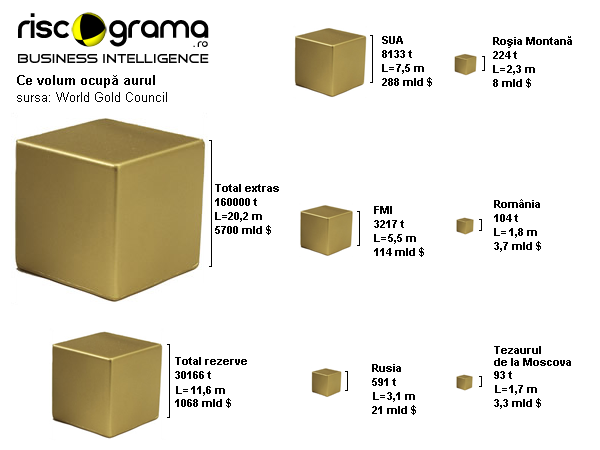 riscograma
.ro
BUSINESS INTELLIGENCE
Ce volum ocupă aurul
sursa: World Gold Council
Total extras
160000 t
L=20,2 m
5700 mld $
Total rezerve
30166 t
L=11,6 m
1068 mld $
SUA
8133 t
L=7,5 m
288 mld $
FMI
3217 t
L=5,5 m
114 mld $
Rusia
591 t
L=3,1 m
21 mld $
Roşia Montană
224 t
L=2,3 m
8 mld $
România
104 t
L= 1,8 m
3,7 mld $
Tezaurul
de la Moscova
93 t
L=1,7 m
3,3 mld $